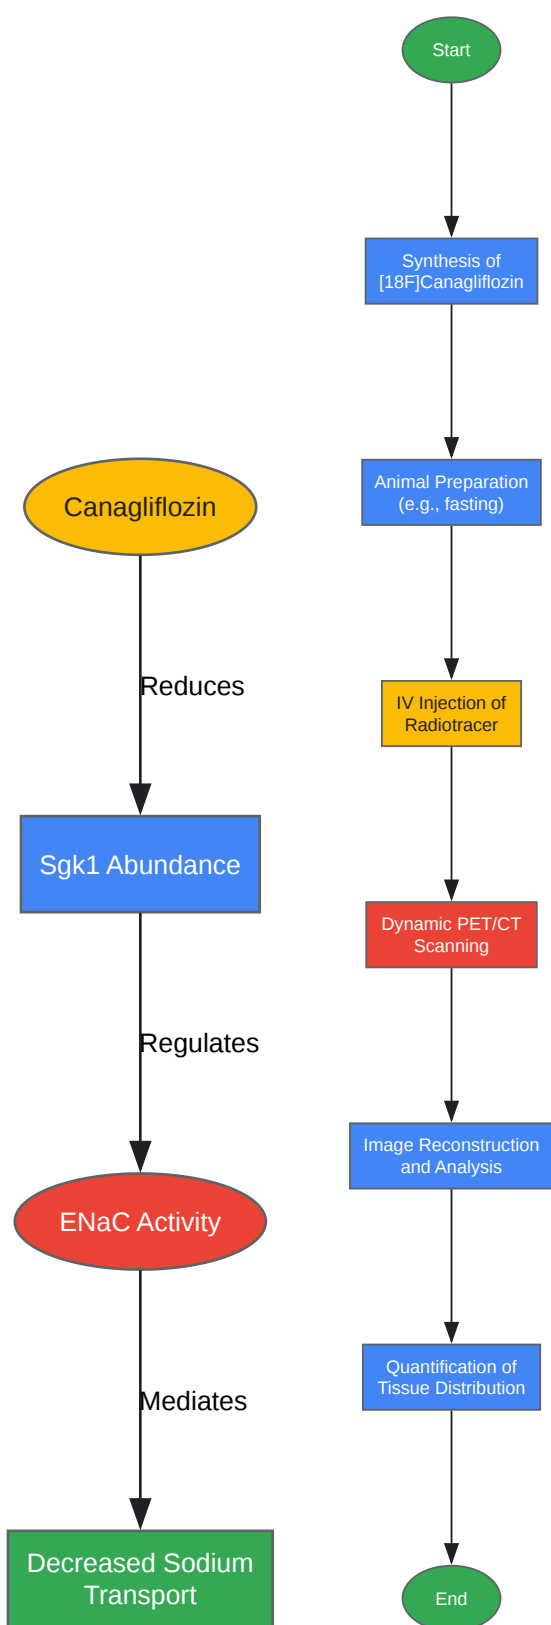 Canagliflozin
Reduces
Sgk1 Abundance
Regulates
ENaC Activity
Mediates
Decreased Sodium
Transport
Start
Synthesis of
[18F]Canagliflozin
Animal Preparation
(e.g., fasting)
IV Injection of
Radiotracer
Dynamic PET/CT
Scanning
Image Reconstruction
and Analysis
Quantification of
Tissue Distribution
End